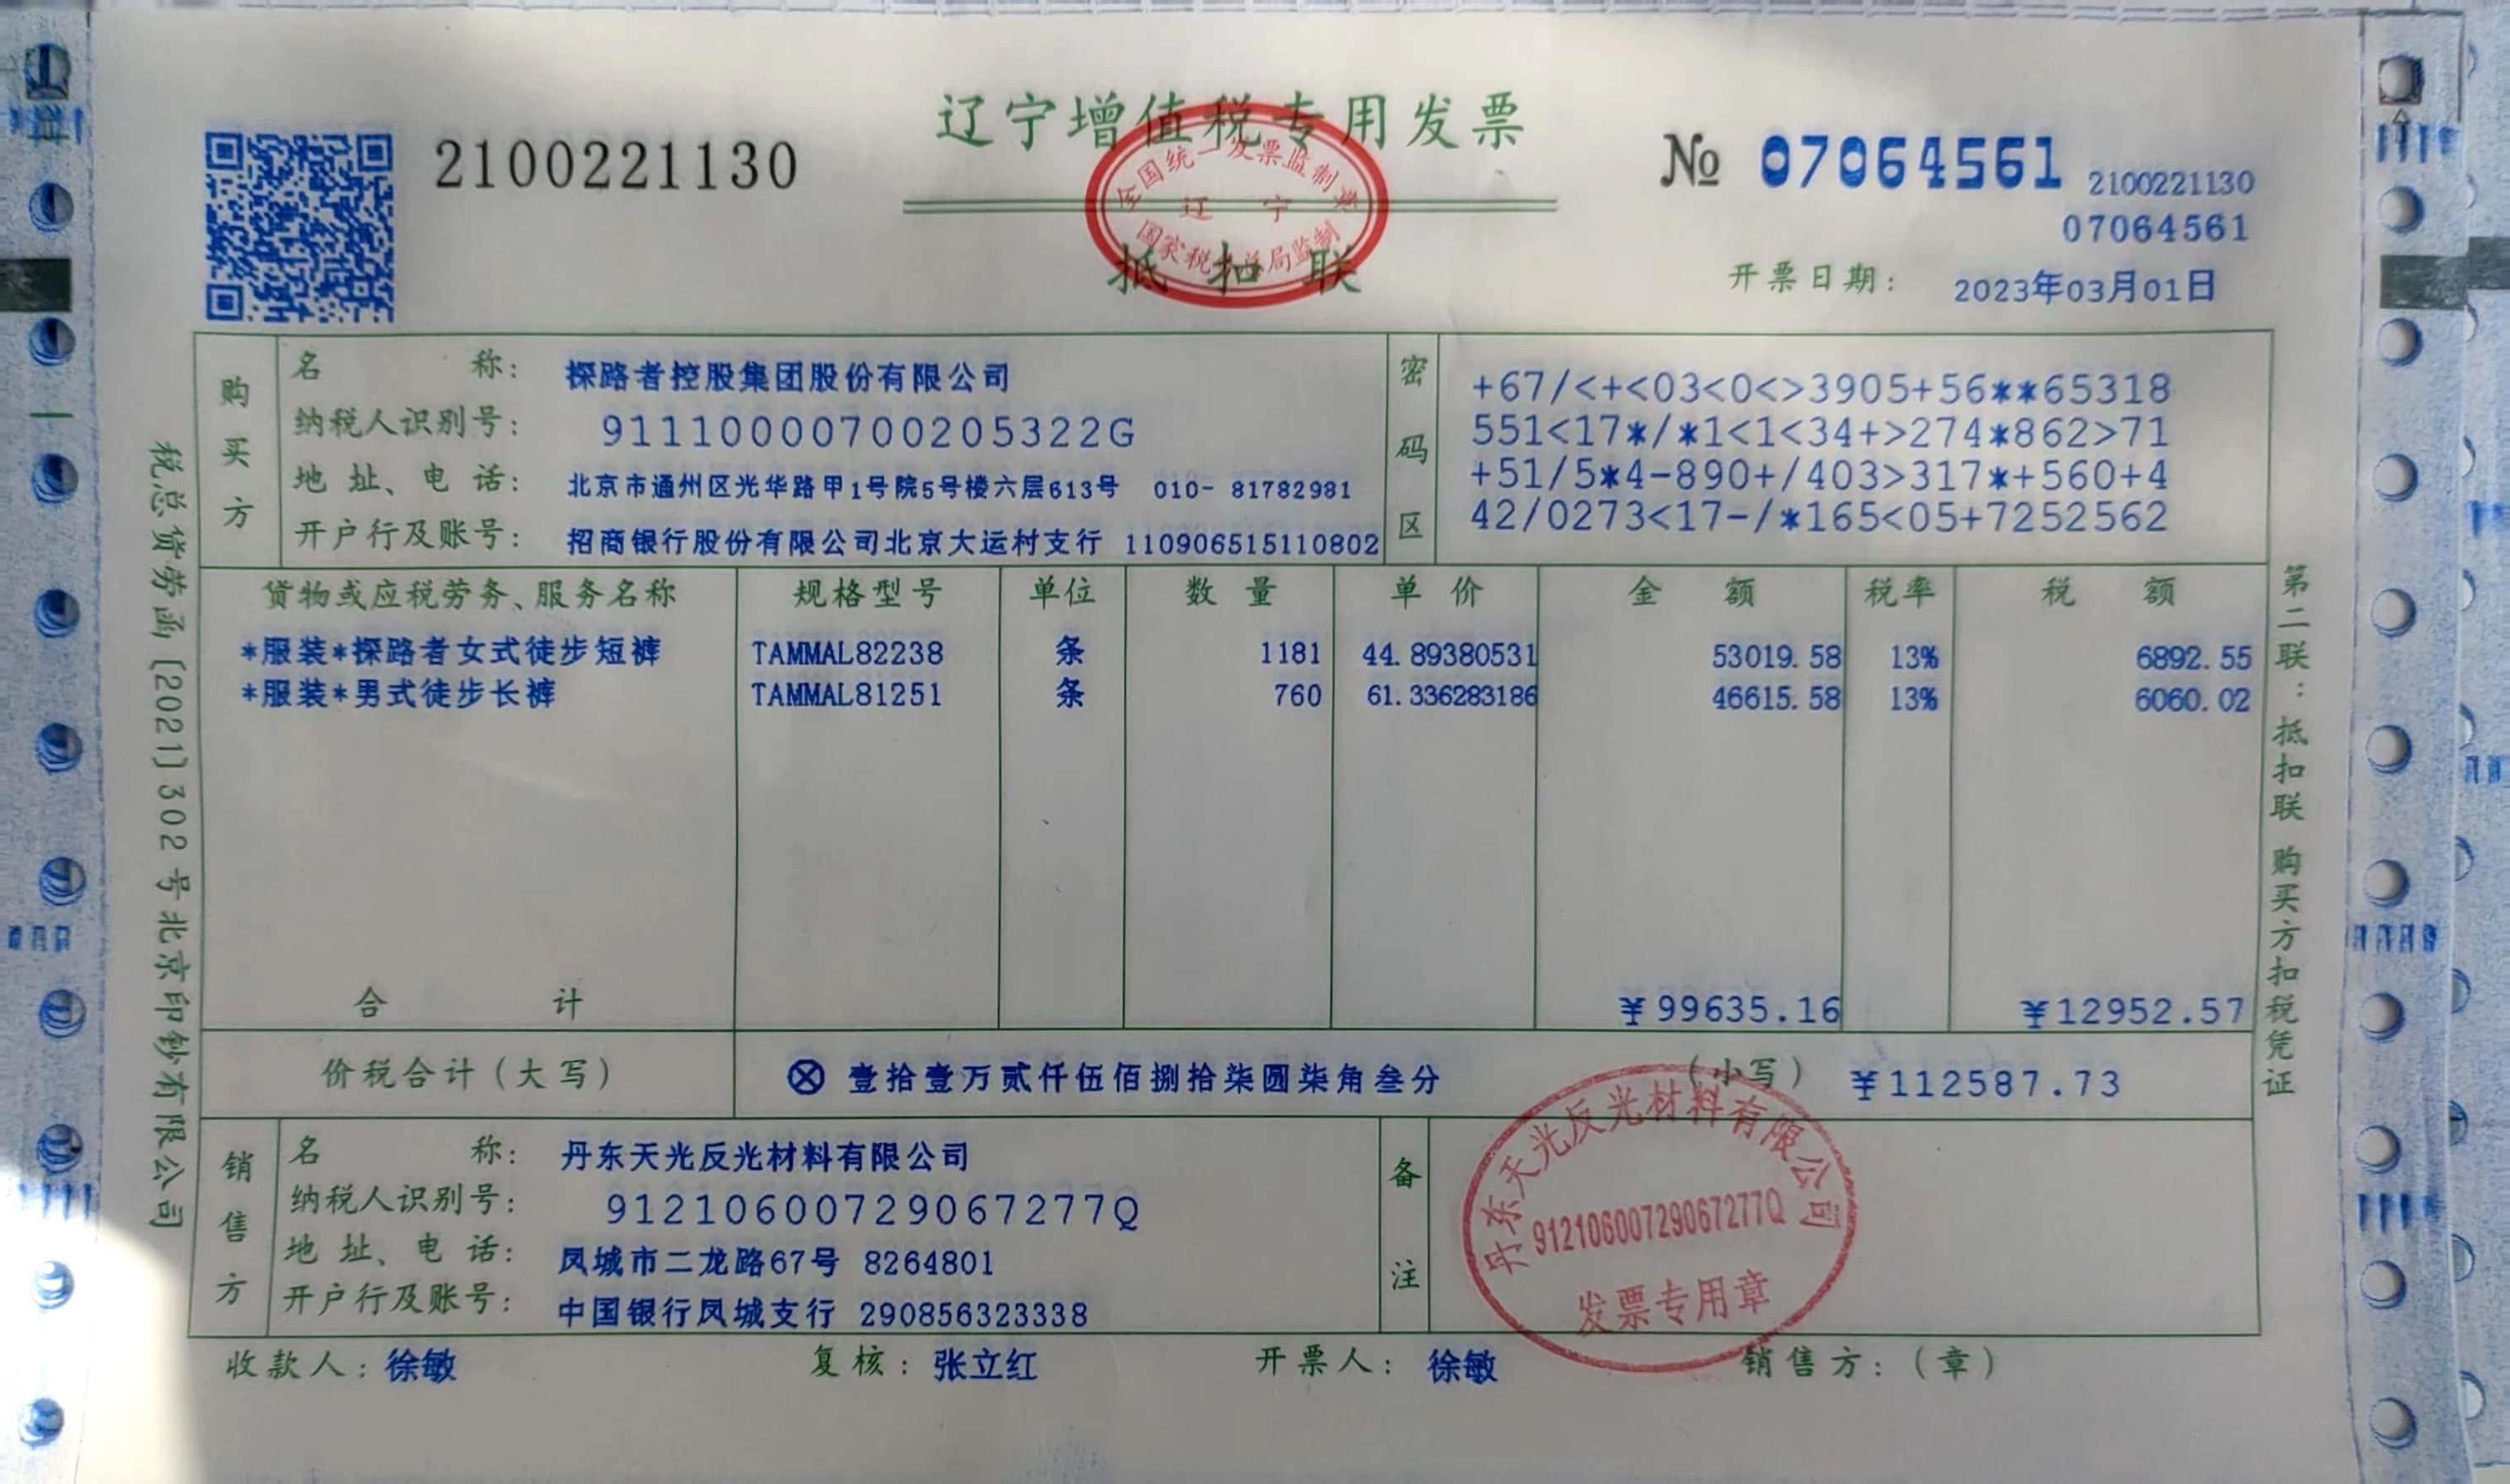 辽宁增值税专用发票
2100221130
№ 07064561
2100221130
07064561
全国统一发票监制章
辽宁
国家税务总局监制
抵扣联
开票日期： 2023年03月01日
购买方
名 称： 探路者控股集团股份有限公司
纳税人识别号： 91110000700205322G
地 址、电 话： 北京市通州区光华路甲1号院5号楼六层613号 010- 81782981
开户行及账号： 招商银行股份有限公司北京大运村支行 110906515110802
密码区
+67/<+<03<0<>3905+56**65318
551<17*/*1<1<34+>274*862>71
+51/5*4-890+/403>317*+560+4
42/0273<17-/*165<05+7252562
货物或应税劳务、服务名称 规格型号 单位 数 量 单 价 金 额 税率 税 额
*服装*探路者女式徒步短裤 TAMMAL82238 条 1181 44.89380531 53019.58 13% 6892.55
*服装*男式徒步长裤 TAMMAL81251 条 760 61.336283186 46615.58 13% 6060.02
合 计 ¥99635.16 ¥12952.57
价税合计（大写） ⊗ 壹拾壹万贰仟伍佰捌拾柒圆柒角叁分 （小写） ¥112587.73
销售方
名 称： 丹东天光反光材料有限公司
纳税人识别号： 91210600729067277Q
地 址、电 话： 凤城市二龙路67号 8264801
开户行及账号： 中国银行凤城支行 290856323338
备注
丹东天光反光材料有限公司
91210600729067277Q
发票专用章
收款人：徐敏 复核：张立红 开票人：徐敏 销售方：（章）
税总货劳函〔2021〕302号北京印钞有限公司
第二联：抵扣联 购买方扣税凭证